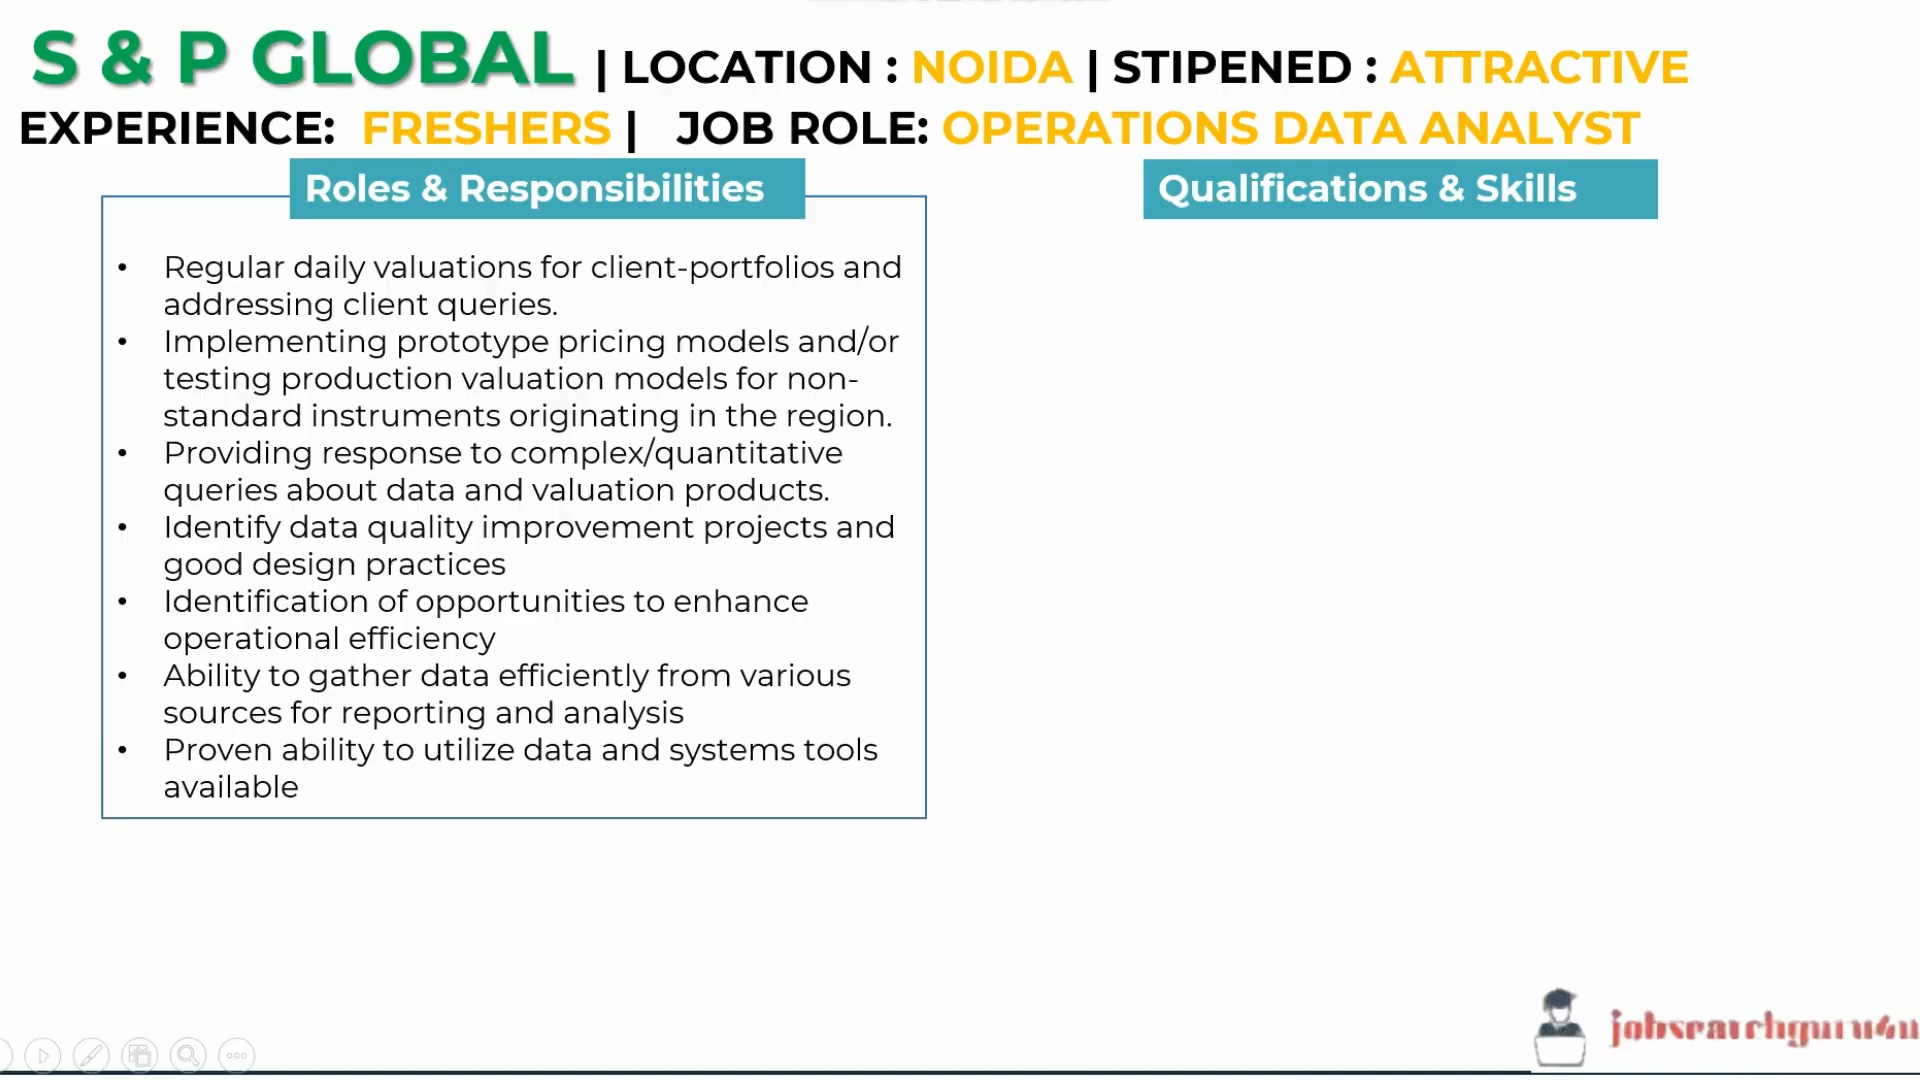 S & P GLOBAL | LOCATION : NOIDA | STIPENED : ATTRACTIVE
EXPERIENCE: FRESHERS | JOB ROLE: OPERATIONS DATA ANALYST
Roles & Responsibilities
• Regular daily valuations for client-portfolios and
addressing client queries.
• Implementing prototype pricing models and/or
testing production valuation models for non-
standard instruments originating in the region.
• Providing response to complex/quantitative
queries about data and valuation products.
• Identify data quality improvement projects and
good design practices
• Identification of opportunities to enhance
operational efficiency
• Ability to gather data efficiently from various
sources for reporting and analysis
• Proven ability to utilize data and systems tools
available
Qualifications & Skills